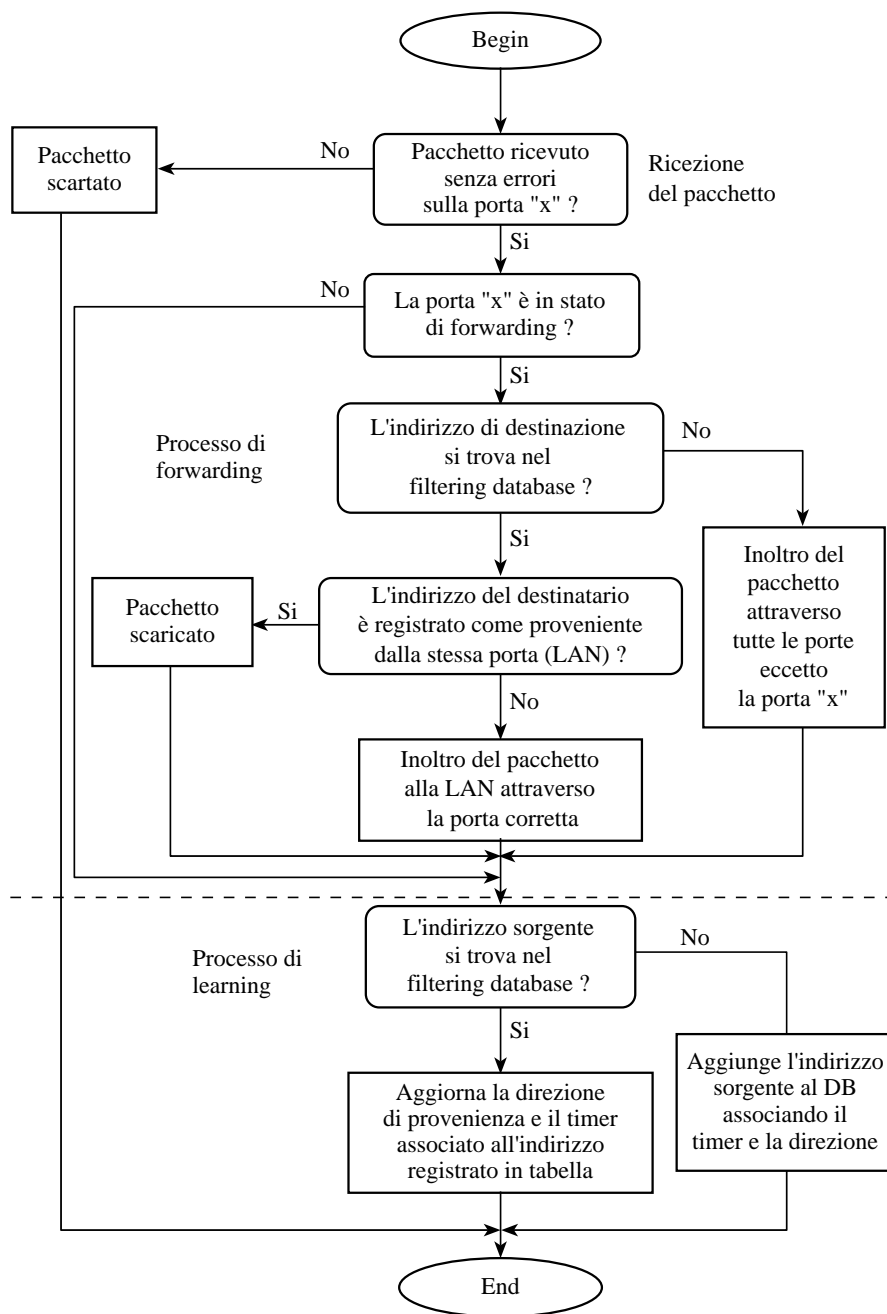 Begin
No
Pacchetto
scartato
Pacchetto ricevuto
senza errori
sulla porta "x" ?
Ricezione
del pacchetto
Si
No
La porta "x" è in stato
di forwarding ?
Si
Processo di
forwarding
L'indirizzo di destinazione
si trova nel
filtering database ?
No
Si
Inoltro del
pacchetto
attraverso
tutte le porte
eccetto
la porta "x"
Pacchetto
scaricato
Si
L'indirizzo del destinatario
è registrato come proveniente
dalla stessa porta (LAN) ?
No
Inoltro del pacchetto
alla LAN attraverso
la porta corretta
Processo di
learning
L'indirizzo sorgente
si trova nel
filtering database ?
No
Si
Aggiorna la direzione
di provenienza e il timer
associato all'indirizzo
registrato in tabella
Aggiunge l'indirizzo
sorgente al DB
associando il
timer e la direzione
End